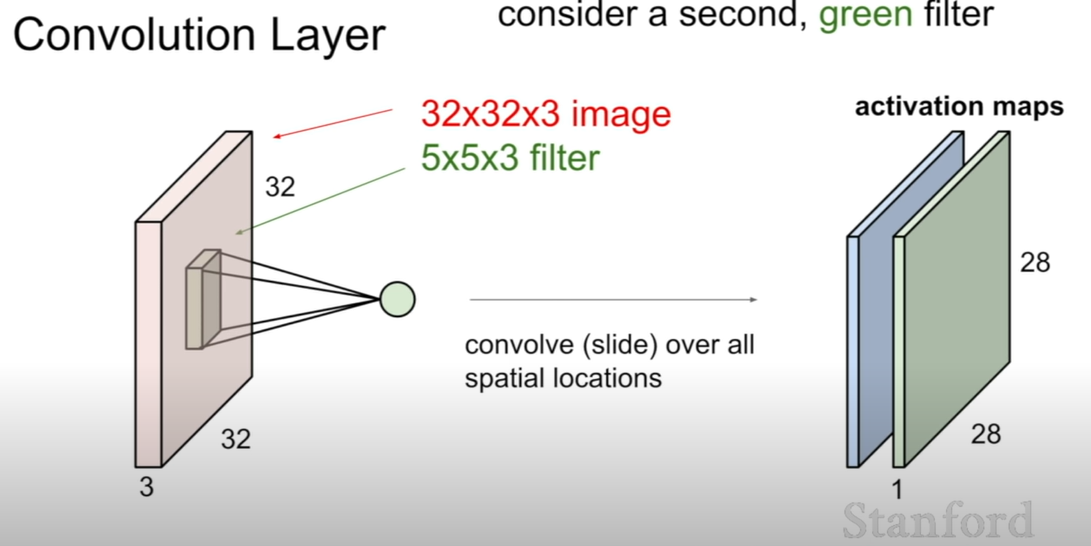 Convolution Layer
consider a second, green filter
32x32x3 image
5x5x3 filter
activation maps
32
28
convolve (slide) over all
spatial locations
32
28
3
1
Stanford